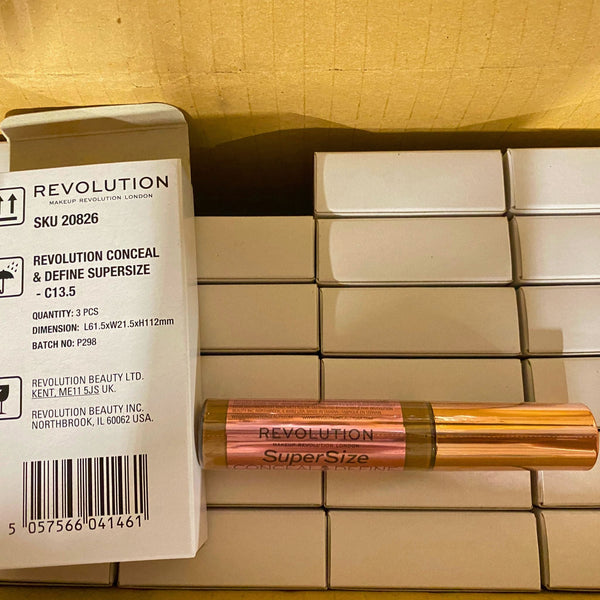 REVOLUTION
MAKEUP REVOLUTION LONDON
SKU 20826
REVOLUTION CONCEAL
& DEFINE SUPERSIZE
- C13.5
QUANTITY: 3 PCS
DIMENSION: L61.5xW21.5xH112mm
BATCH NO: P298
REVOLUTION BEAUTY LTD.
KENT, ME11 5JS UK.
REVOLUTION BEAUTY INC.
NORTHBROOK, IL 60062 USA.
5 057566 041461
REVOLUTION
MAKEUP REVOLUTION LONDON
SuperSize
CONCEAL & DEFINE